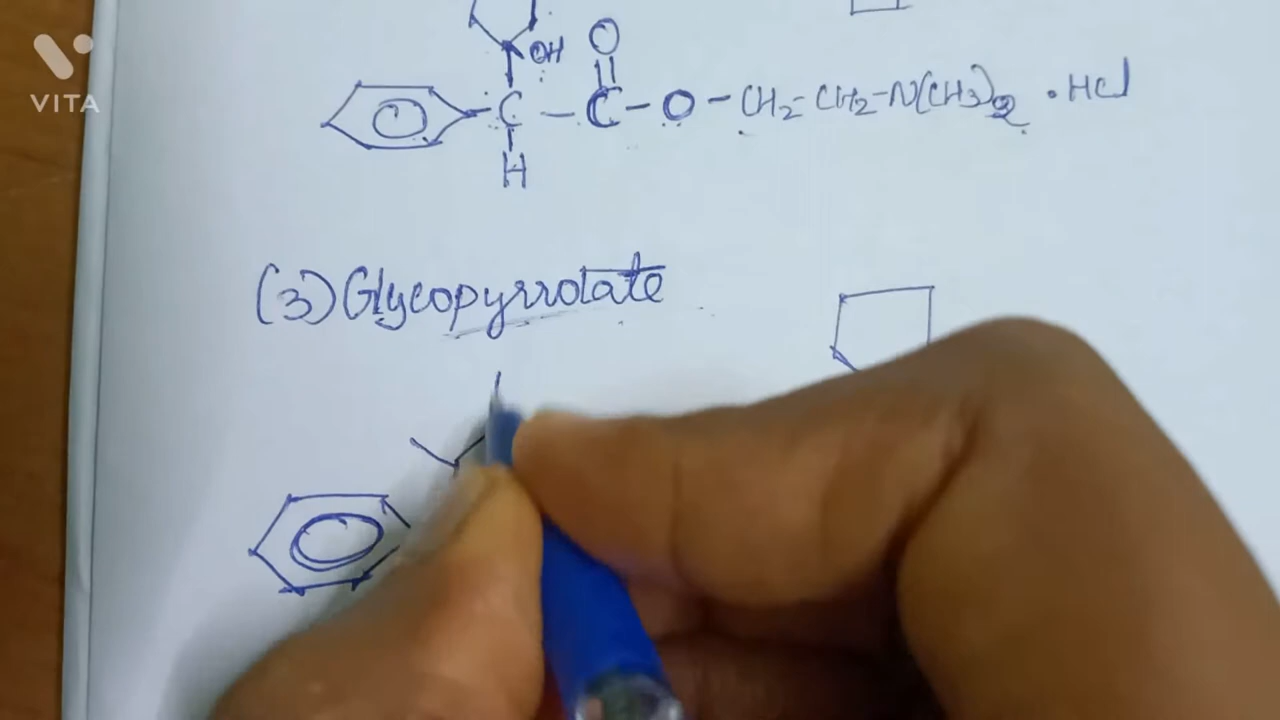 VITA
OH
O
C - C - O - CH2 - CH2 - N(CH3)2 . HCl
H
(3) Glycopyrrolate